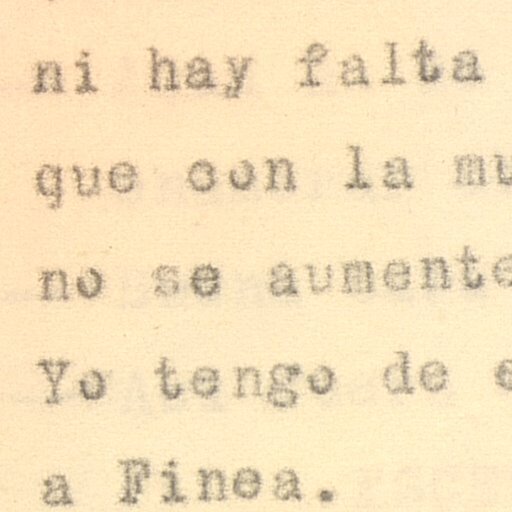 ni hay falta
que con la mu
no se aumente
Yo tengo de
a Finea.